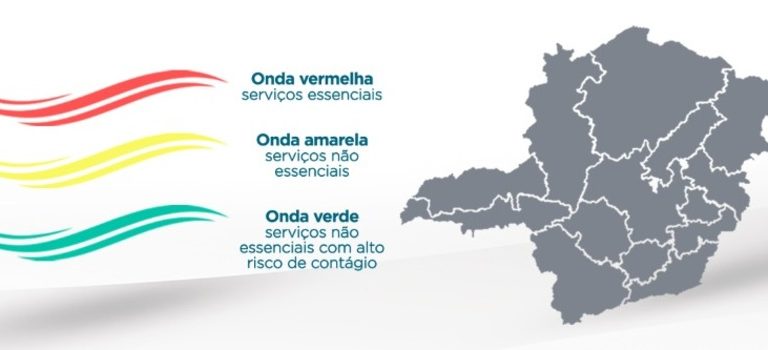 Onda vermelha
serviços essenciais
Onda amarela
serviços não
essenciais
Onda verde
serviços não
essenciais com alto
risco de contágio